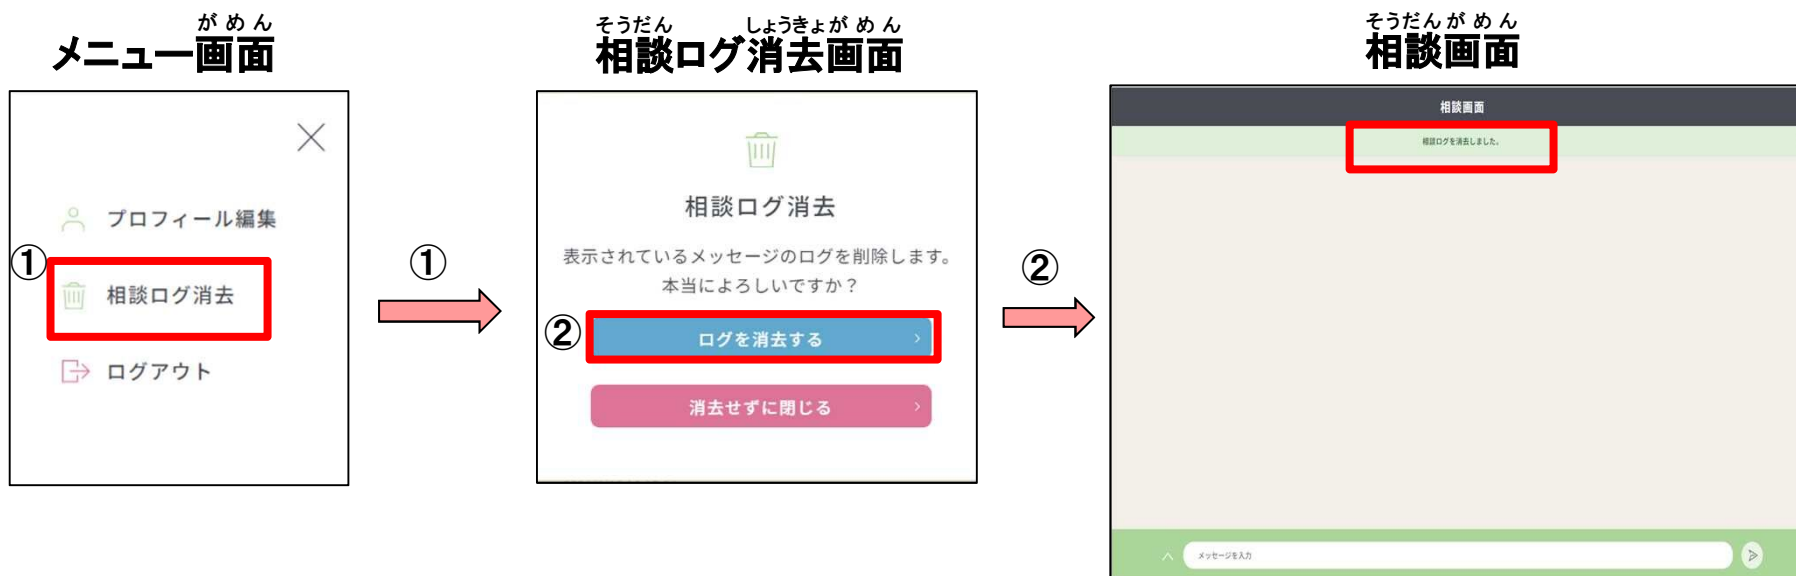 がめん
メニュー画面
×
プロフィール編集
①
相談ログ消去
ログアウト
①
そうだん しょうきょがめん
相談ログ消去画面
相談ログ消去
表示されているメッセージのログを削除します。
本当によろしいですか？
②
ログを消去する
消去せずに閉じる
②
そうだんがめん
相談画面
相談画面
相談ログを消去しました。
メッセージを入力